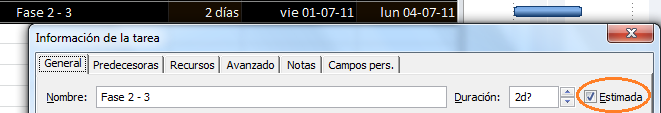 Fase 2 - 3 2 días vie 01-07-11 lun 04-07-11
Información de la tarea
General Predecesoras Recursos Avanzado Notas Campos pers.
Nombre: Fase 2 - 3 Duración: 2d? Estimada